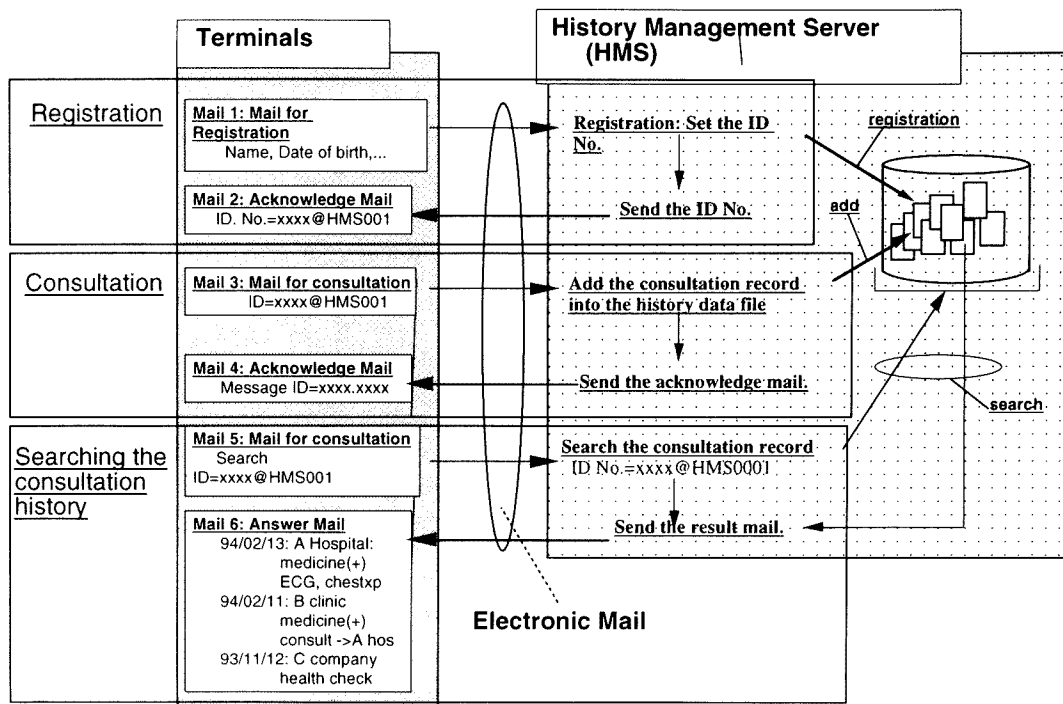 Terminals
History Management Server
(HMS)
Registration
Mail 1: Mail for
Registration
Name, Date of birth,...
Registration: Set the ID
No.
registration
Mail 2: Acknowledge Mail
ID. No.=xxxx@HMS001
Send the ID No.
add
Consultation
Mail 3: Mail for consultation
ID=xxxx@HMS001
Add the consultation record
into the history data file
Mail 4: Acknowledge Mail
Message ID=xxxx.xxxx
Send the acknowledge mail.
search
Searching the
consultation
history
Mail 5: Mail for consultation
Search
ID=xxxx@HMS001
Search the consultation record
ID No.=xxxx@HMS0001
Mail 6: Answer Mail
94/02/13: A Hospital:
medicine(+)
ECG, chestxp
94/02/11: B clinic
medicine(+)
consult ->A hos
93/11/12: C company
health check
Send the result mail.
Electronic Mail